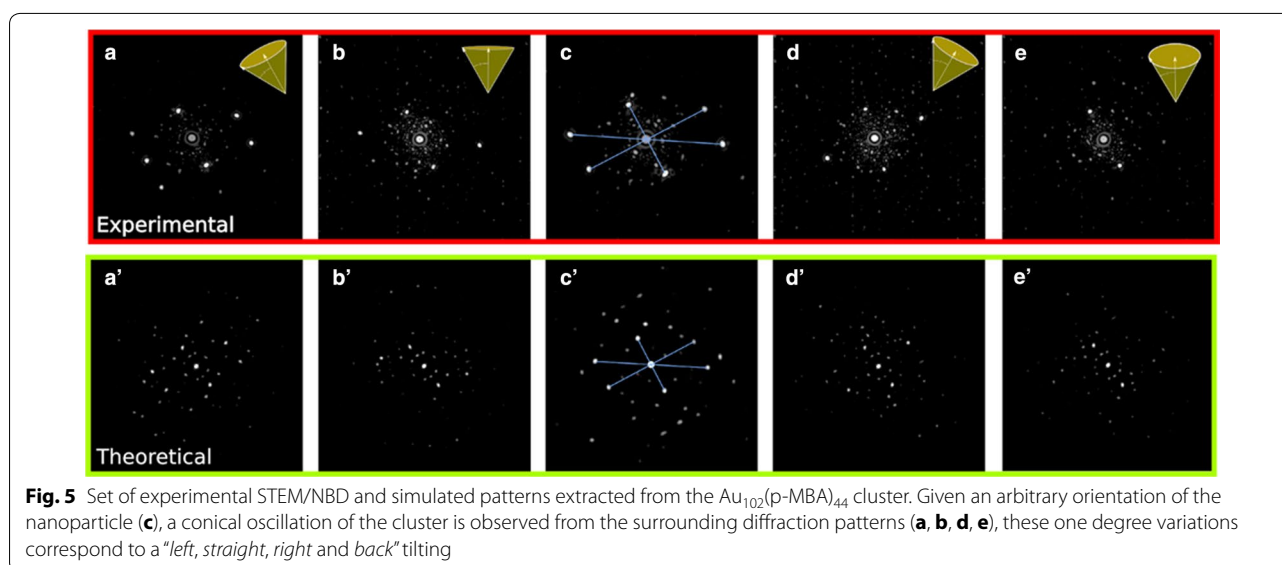 a b c d e
Experimental
a’ b’ c’ d’ e’
Theoretical
Fig. 5 Set of experimental STEM/NBD and simulated patterns extracted from the Au102(p-MBA)44 cluster. Given an arbitrary orientation of the
nanoparticle (c), a conical oscillation of the cluster is observed from the surrounding diffraction patterns (a, b, d, e), these one degree variations
correspond to a “left, straight, right and back” tilting